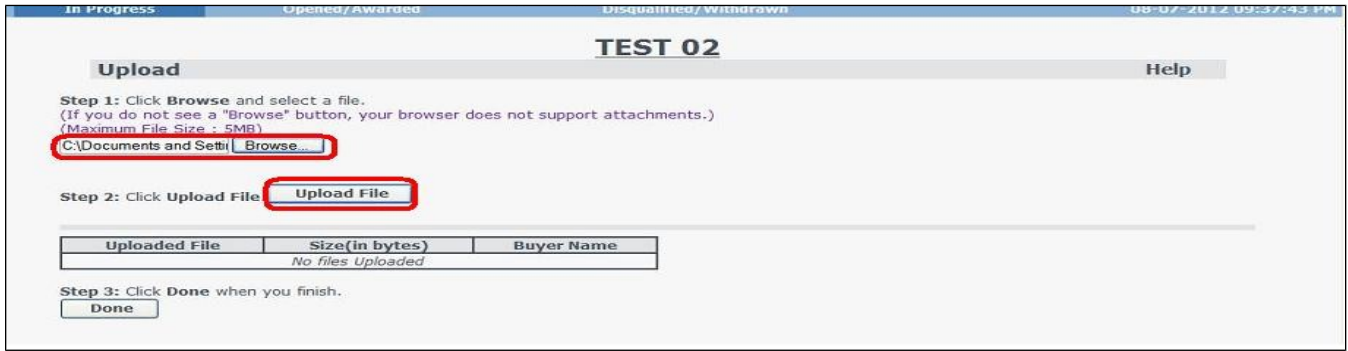 In Progress Opened/Awarded Disqualified/Withdrawn 08-07-2012 09:37:43 PM
TEST 02
Upload Help
Step 1: Click Browse and select a file.
(If you do not see a "Browse" button, your browser does not support attachments.)
(Maximum File Size : 5MB)
C:\Documents and Setti Browse...
Step 2: Click Upload File. Upload File
Uploaded File Size(in bytes) Buyer Name
No files Uploaded
Step 3: Click Done when you finish.
Done